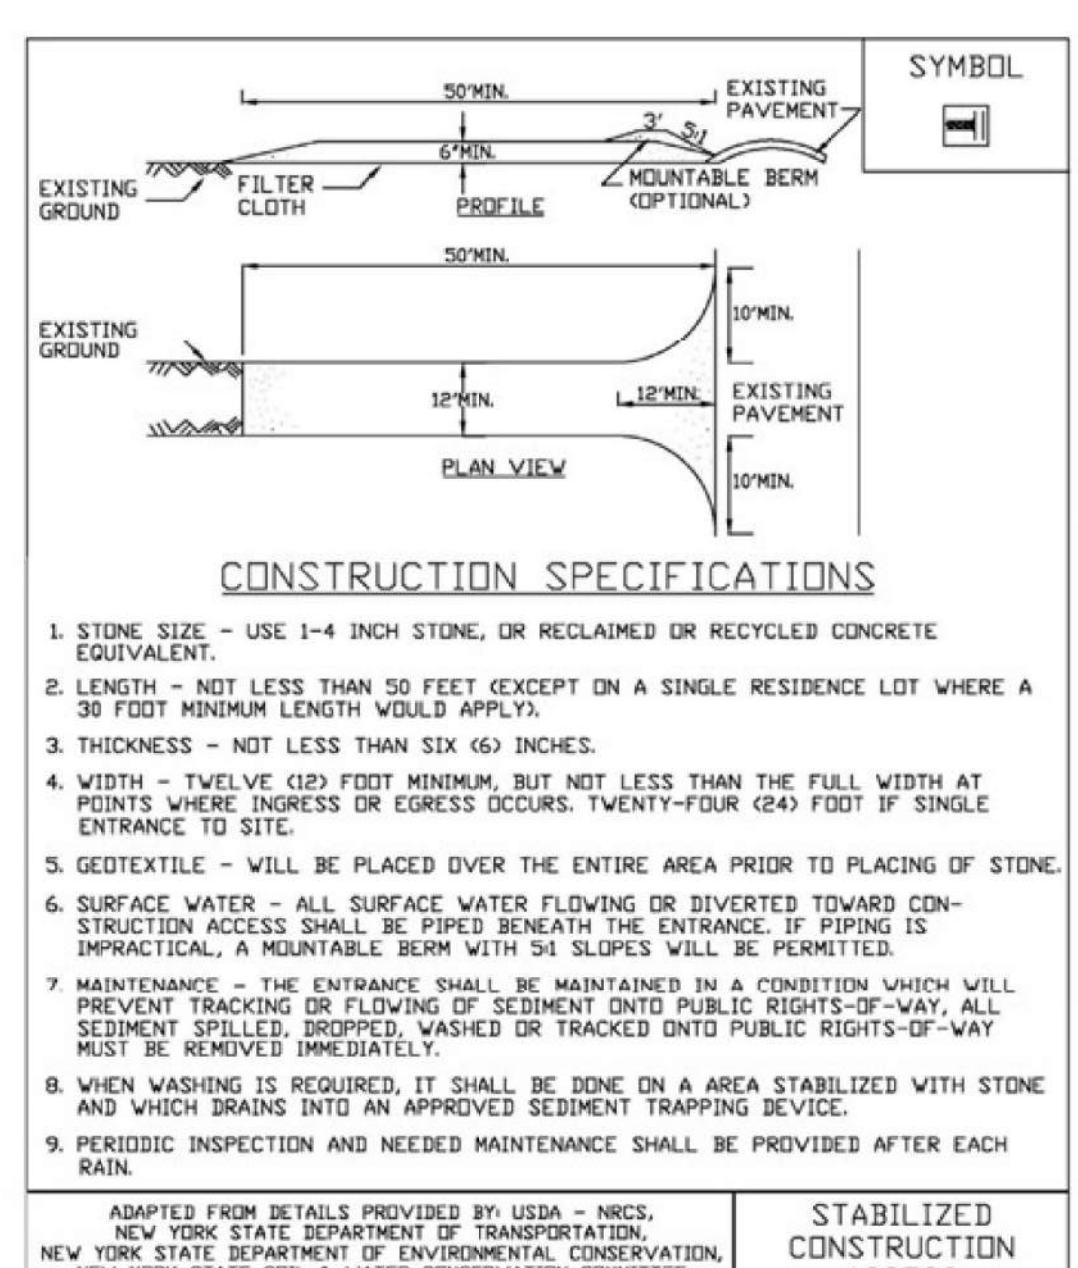 SYMBOL
50'MIN.
EXISTING
PAVEMENT
3'
5:1
6"MIN.
EXISTING
GROUND
FILTER
CLOTH
PROFILE
MOUNTABLE BERM
(OPTIONAL)
50'MIN.
10'MIN.
EXISTING
GROUND
12'MIN.
12'MIN.
EXISTING
PAVEMENT
PLAN VIEW
10'MIN.
CONSTRUCTION SPECIFICATIONS
1. STONE SIZE - USE 1-4 INCH STONE, OR RECLAIMED OR RECYCLED CONCRETE
EQUIVALENT.
2. LENGTH - NOT LESS THAN 50 FEET (EXCEPT ON A SINGLE RESIDENCE LOT WHERE A
30 FOOT MINIMUM LENGTH WOULD APPLY).
3. THICKNESS - NOT LESS THAN SIX (6) INCHES.
4. WIDTH - TWELVE (12) FOOT MINIMUM, BUT NOT LESS THAN THE FULL WIDTH AT
POINTS WHERE INGRESS OR EGRESS OCCURS. TWENTY-FOUR (24) FOOT IF SINGLE
ENTRANCE TO SITE.
5. GEOTEXTILE - WILL BE PLACED OVER THE ENTIRE AREA PRIOR TO PLACING OF STONE.
6. SURFACE WATER - ALL SURFACE WATER FLOWING OR DIVERTED TOWARD CON-
STRUCTION ACCESS SHALL BE PIPED BENEATH THE ENTRANCE. IF PIPING IS
IMPRACTICAL, A MOUNTABLE BERM WITH 5:1 SLOPES WILL BE PERMITTED.
7. MAINTENANCE - THE ENTRANCE SHALL BE MAINTAINED IN A CONDITION WHICH WILL
PREVENT TRACKING OR FLOWING OF SEDIMENT ONTO PUBLIC RIGHTS-OF-WAY, ALL
SEDIMENT SPILLED, DROPPED, WASHED OR TRACKED ONTO PUBLIC RIGHTS-OF-WAY
MUST BE REMOVED IMMEDIATELY.
8. WHEN WASHING IS REQUIRED, IT SHALL BE DONE ON A AREA STABILIZED WITH STONE
AND WHICH DRAINS INTO AN APPROVED SEDIMENT TRAPPING DEVICE.
9. PERIODIC INSPECTION AND NEEDED MAINTENANCE SHALL BE PROVIDED AFTER EACH
RAIN.
ADAPTED FROM DETAILS PROVIDED BY: USDA - NRCS,
NEW YORK STATE DEPARTMENT OF TRANSPORTATION,
NEW YORK STATE DEPARTMENT OF ENVIRONMENTAL CONSERVATION,
STABILIZED
CONSTRUCTION